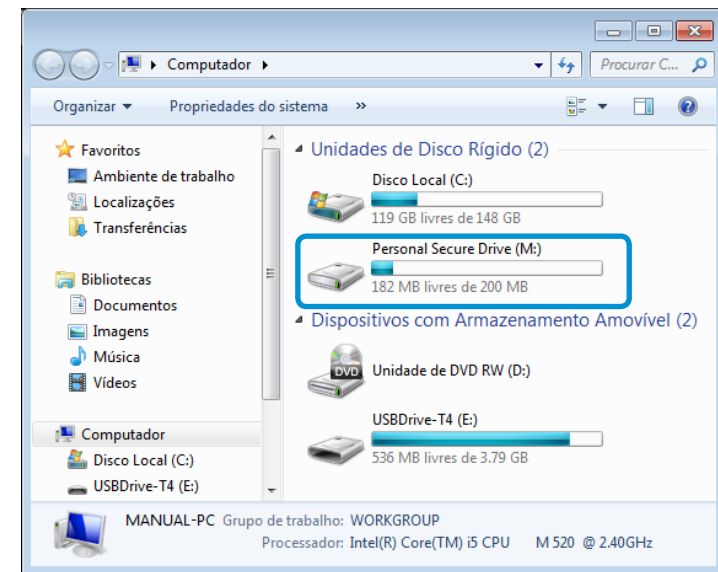 Computador
Procurar C...
Organizar
Propriedades do sistema
»
Favoritos
Ambiente de trabalho
Localizações
Transferências
Bibliotecas
Documentos
Imagens
Música
Vídeos
Computador
Disco Local (C:)
USBDrive-T4 (E:)
Unidades de Disco Rígido (2)
Disco Local (C:)
119 GB livres de 148 GB
Personal Secure Drive (M:)
182 MB livres de 200 MB
Dispositivos com Armazenamento Amovível (2)
DVD
Unidade de DVD RW (D:)
USBDrive-T4 (E:)
536 MB livres de 3.79 GB
MANUAL-PC Grupo de trabalho: WORKGROUP
Processador: Intel(R) Core(TM) i5 CPU M 520 @ 2.40GHz